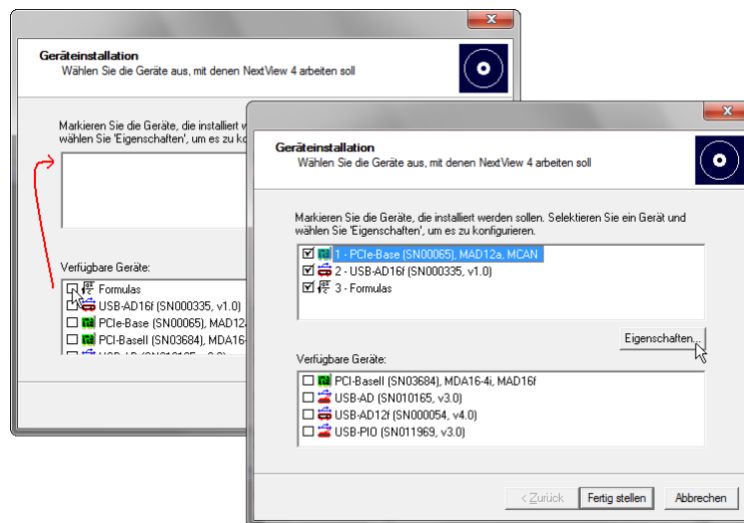 Geräteinstallation
Wählen Sie die Geräte aus, mit denen NextView 4 arbeiten soll
Markieren Sie die Geräte, die installiert
wählen Sie 'Eigenschaften', um es zu
Verfügbare Geräte:
Formulas
USB-AD16f (SN000335, v1.0)
PCIe-Base (SN00065), MAD12
PCI-BaseII (SN03684), MDA16-
Geräteinstallation
Wählen Sie die Geräte aus, mit denen NextView 4 arbeiten soll
Markieren Sie die Geräte, die installiert werden sollen. Selektieren Sie ein Gerät und
wählen Sie 'Eigenschaften', um es zu konfigurieren.
1 - PCIe-Base (SN00065), MAD12a, MCAN
2 - USB-AD16f (SN000335, v1.0)
3 - Formulas
Eigenschaften...
Verfügbare Geräte:
PCI-BaseII (SN03684), MDA16-4i, MAD16f
USB-AD (SN010165, v3.0)
USB-AD12f (SN000054, v4.0)
USB-PIO (SN011969, v3.0)
< Zurück
Fertig stellen
Abbrechen